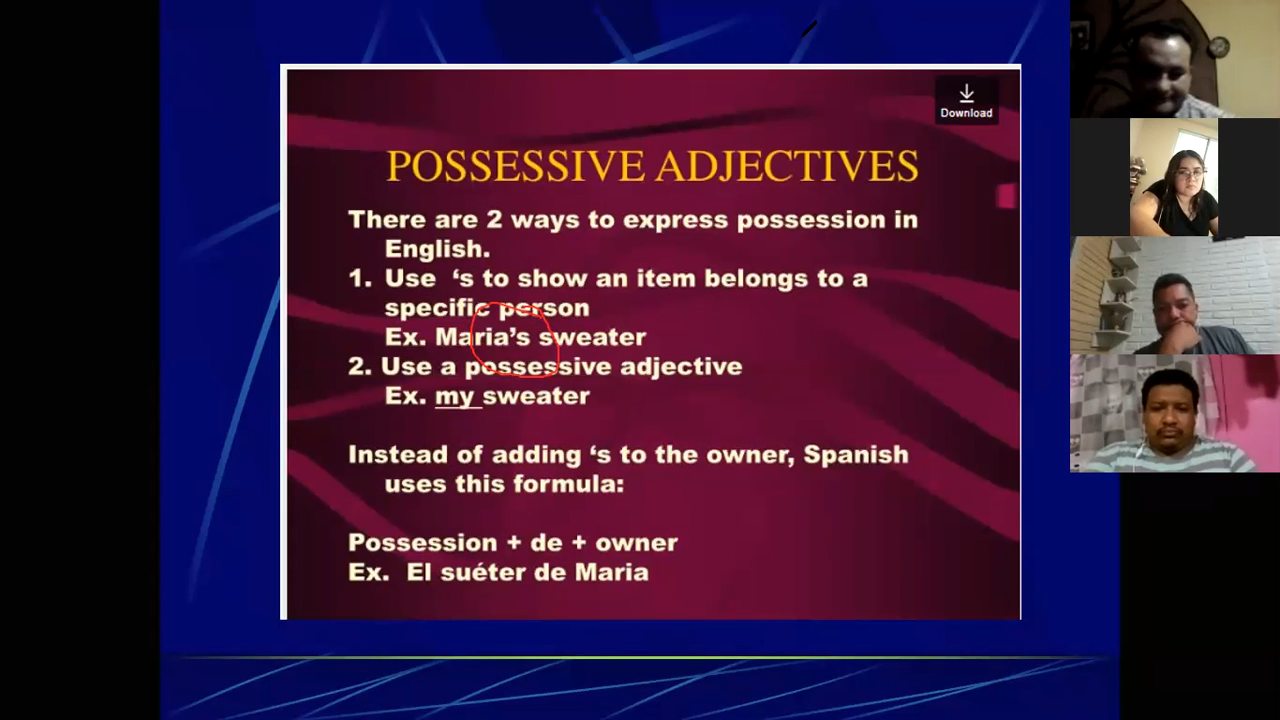 Download
POSSESSIVE ADJECTIVES
There are 2 ways to express possession in
English.
1. Use ‘s to show an item belongs to a
specific person
Ex. Maria’s sweater
2. Use a possessive adjective
Ex. my sweater
Instead of adding ‘s to the owner, Spanish
uses this formula:
Possession + de + owner
Ex. El suéter de Maria